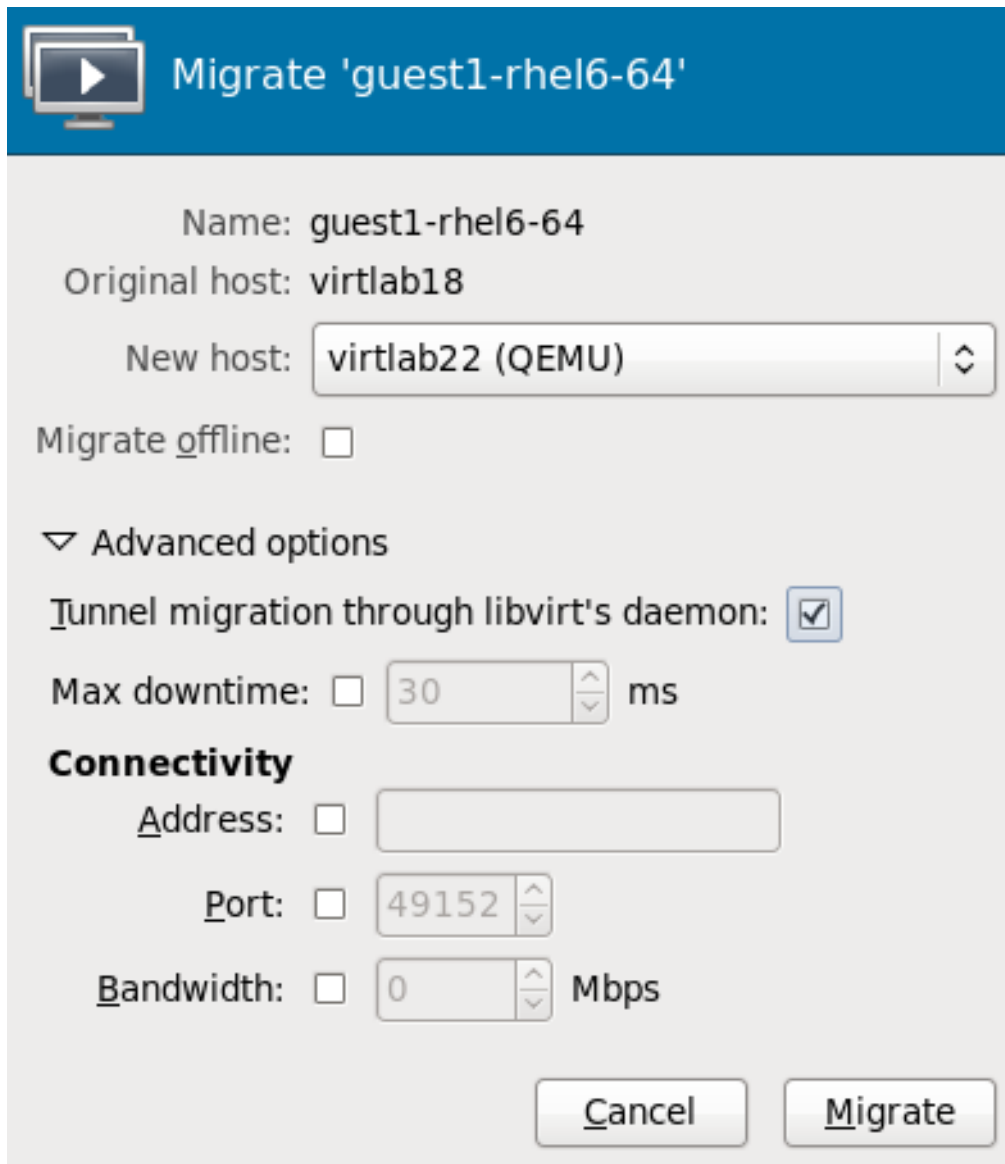 Migrate 'guest1-rhel6-64'
Name: guest1-rhel6-64
Original host: virtlab18
New host: virtlab22 (QEMU)
Migrate offline:
Advanced options
Tunnel migration through libvirt's daemon:
Max downtime: 30 ms
Connectivity
Address:
Port: 49152
Bandwidth: 0 Mbps
Cancel Migrate